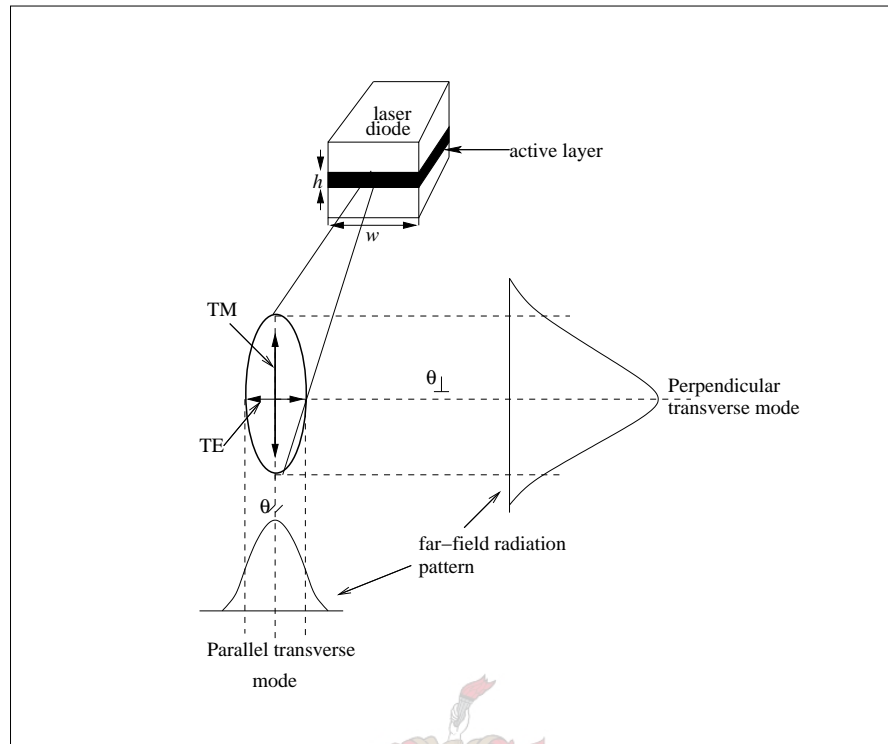 laser
diode
active layer
h
w
TM
θ⊥
Perpendicular
transverse mode
TE
θ∥
far−field radiation
pattern
Parallel transverse
mode